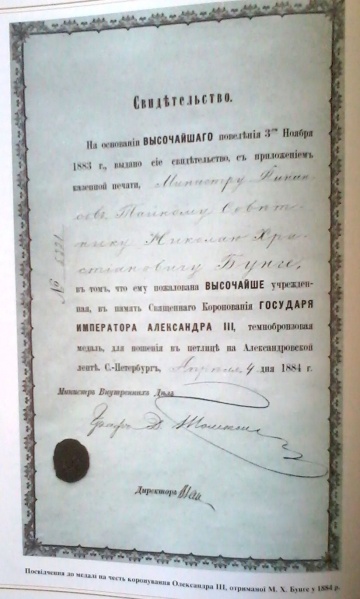 Свидѣтельство.
На основаніи ВЫСОЧАЙШАГО повелѣнія 3го Ноября
1883 г., выдано сіе свидѣтельство, съ приложеніемъ
казенной печати, Министру Финан
совъ Тайному Совѣт
нику Николаю Хри
стіановичу Бунге,
въ томъ, что ему пожалована ВЫСОЧАЙШЕ учрежден-
ная, въ память Священнаго Коронованія ГОСУДАРЯ
ИМПЕРАТОРА АЛЕКСАНДРА III, темнобронзовая
медаль, для ношенія въ петлицѣ на Александровской
лентѣ. С.-Петербургъ, Апрѣля 4 дня 1884 г.
Министръ Внутреннихъ Дѣлъ
Графъ Д. Толстой
Директоръ
№
Посвідчення до медалі на честь коронування Олександра III, отриманої М. Х. Бунге у 1884 р.